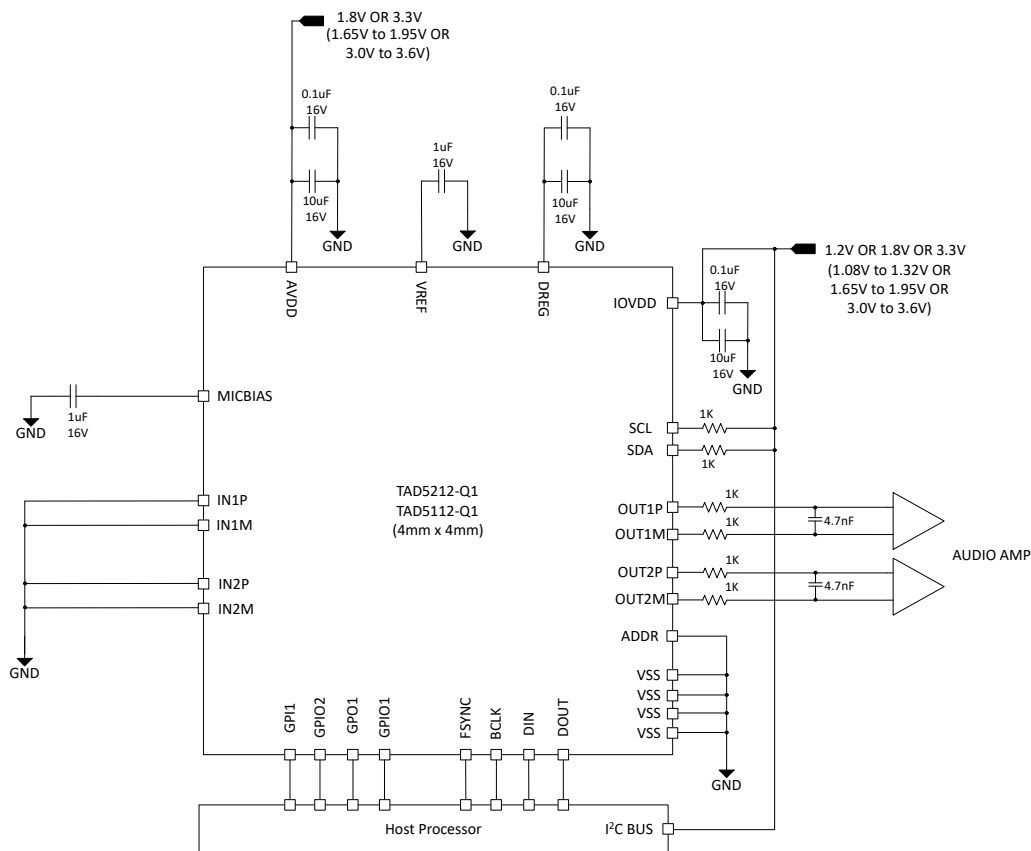 1.8V OR 3.3V
(1.65V to 1.95V OR
3.0V to 3.6V)
0.1uF
16V
10uF
16V
GND
1uF
16V
GND
0.1uF
16V
10uF
16V
GND
1.2V OR 1.8V OR 3.3V
(1.08V to 1.32V OR
1.65V to 1.95V OR
3.0V to 3.6V)
0.1uF
16V
10uF
16V
GND
AVDD
VREF
DREG
IOVDD
MICBIAS
1uF
16V
GND
SCL
1K
SDA
1K
IN1P
IN1M
IN2P
IN2M
GND
TAD5212-Q1
TAD5112-Q1
(4mm x 4mm)
OUT1P
1K
OUT1M
1K
4.7nF
OUT2P
1K
OUT2M
1K
4.7nF
AUDIO AMP
ADDR
VSS
VSS
VSS
VSS
GND
GPI1
GPIO2
GPO1
GPIO1
FSYNC
BCLK
DIN
DOUT
Host Processor
I²C BUS